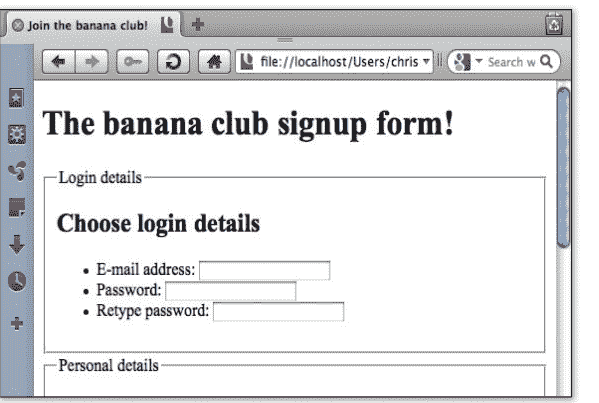 Join the banana club!
file://localhost/Users/chris
Search w
The banana club signup form!
Login details
Choose login details
E-mail address:
Password:
Retype password:
Personal details